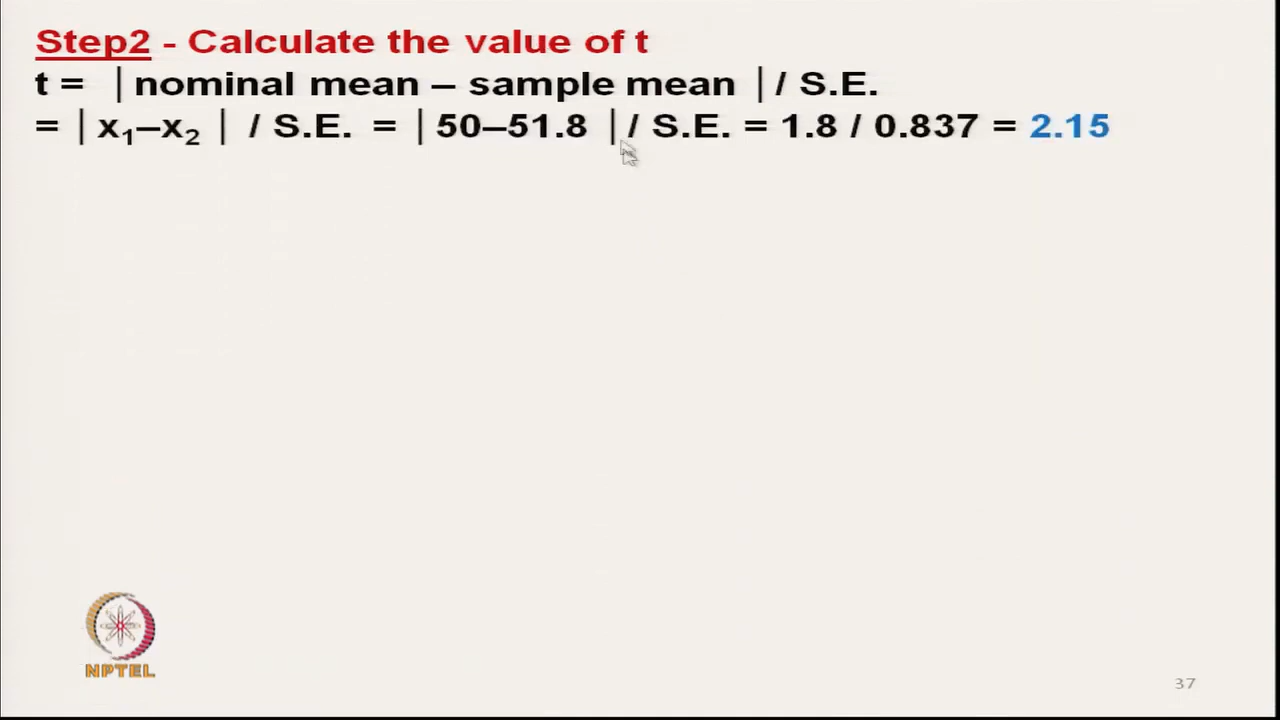 Step2 - Calculate the value of t
t = |nominal mean – sample mean | / S.E.
= | x₁–x₂ | / S.E. = |50–51.8 |/ S.E. = 1.8 / 0.837 = 2.15
NPTEL
37